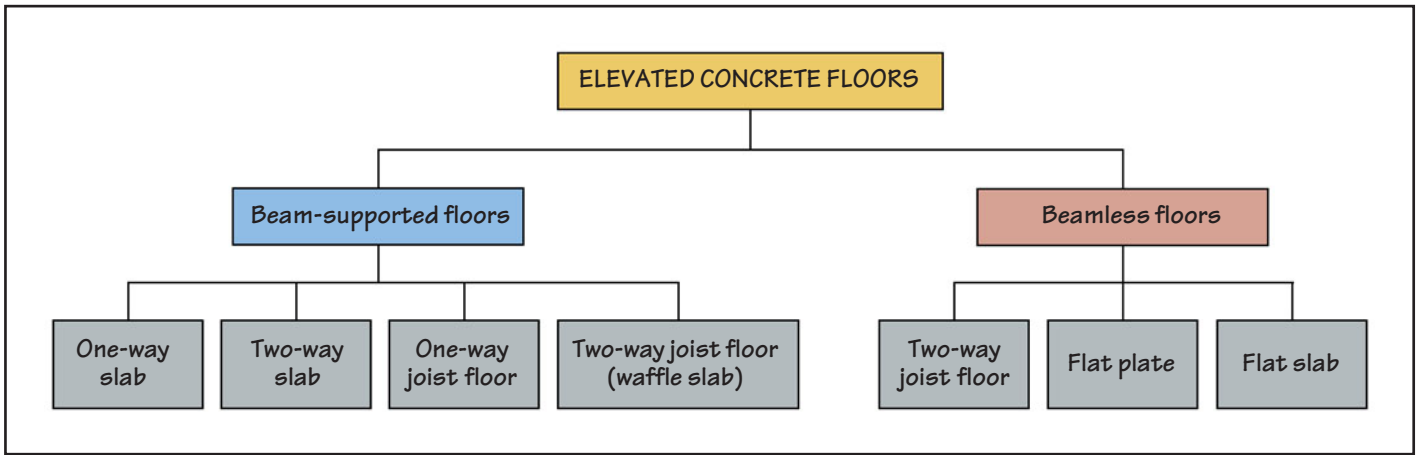 ELEVATED CONCRETE FLOORS
Beam-supported floors
Beamless floors
One-way
slab
Two-way
slab
One-way
joist floor
Two-way joist floor
(waffle slab)
Two-way
joist floor
Flat plate
Flat slab